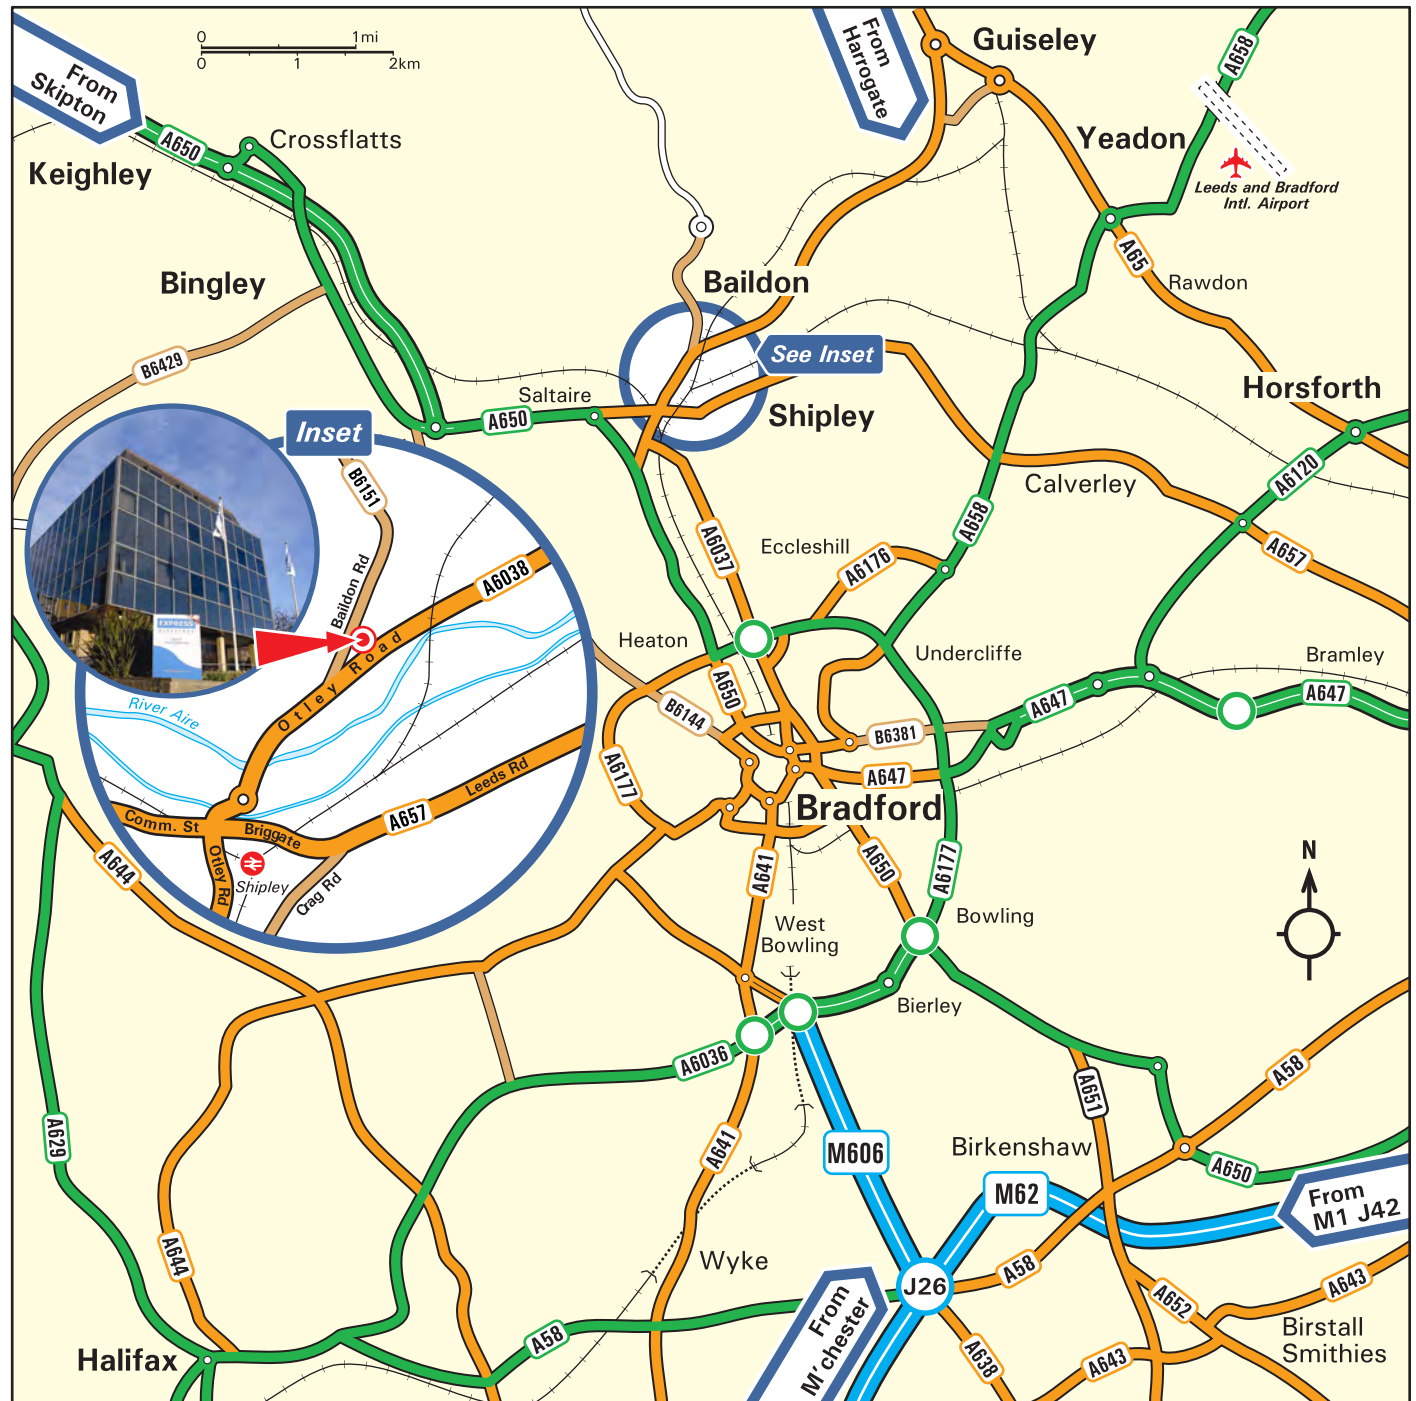 0
1mi
0
1
2km
From
Skipton
From
Harrogate
Guiseley
A658
A650
Crossflatts
Keighley
Yeadon
Leeds and Bradford
Intl. Airport
A65
Rawdon
Bingley
Baildon
See Inset
B6429
Saltaire
A650
Shipley
Horsforth
Inset
B6151
Calverley
A6120
A658
A657
A6037
Eccleshill
A6176
Baildon Rd
A6038
EXPRESS
Heaton
Undercliffe
Bramley
Otley Road
A650
B6144
A647
A647
River Aire
B6381
A6177
A647
Leeds Rd
Bradford
A657
Comm. St
Briggate
Otley Rd
Shipley
Crag Rd
A644
A641
A650
A6177
N
West
Bowling
Bowling
Bierley
A6036
A58
A651
A629
A641
M606
Birkenshaw
A650
M62
From
M1 J42
A644
Wyke
J26
A58
A643
A652
From
M'chester
A58
Birstall
Smithies
Halifax
A638
A643